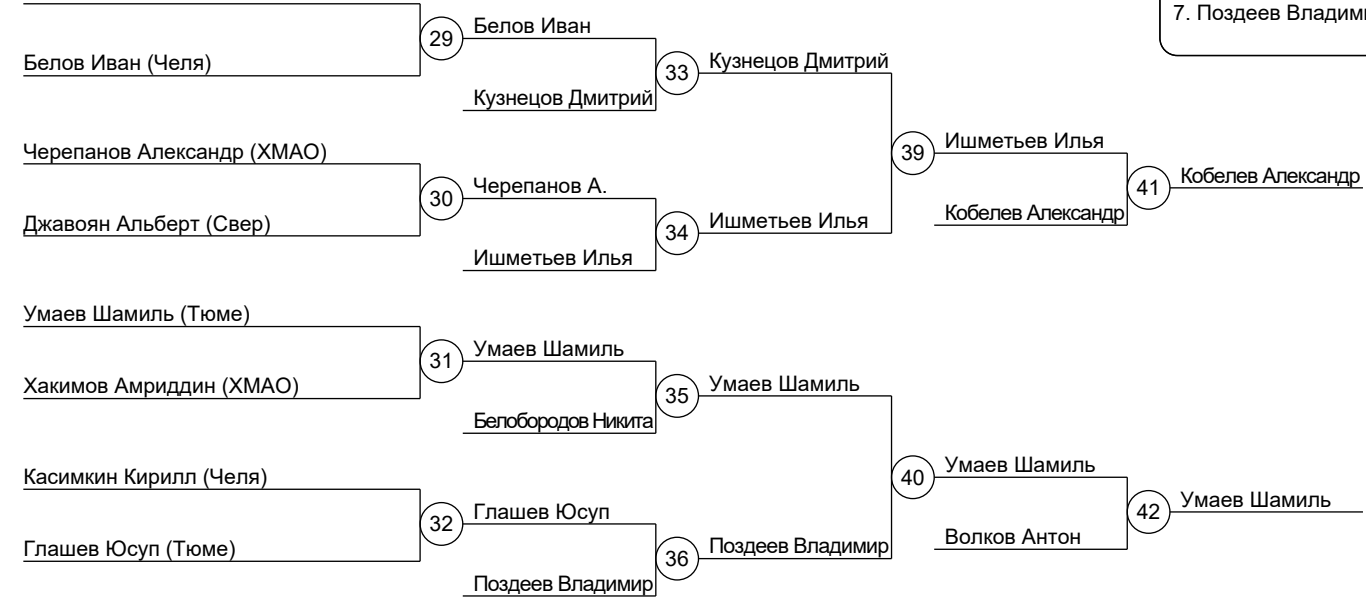 7. Поздеев Владими
29
Белов Иван
Белов Иван (Челя)
33
Кузнецов Дмитрий
Кузнецов Дмитрий
Черепанов Александр (ХМАО)
39
Ишметьев Илья
30
Черепанов А.
41
Кобелев Александр
Джавоян Альберт (Свер)
34
Ишметьев Илья
Кобелев Александр
Ишметьев Илья
Умаев Шамиль (Тюме)
31
Умаев Шамиль
Хакимов Амриддин (ХМАО)
35
Умаев Шамиль
Белобородов Никита
Касимкин Кирилл (Челя)
40
Умаев Шамиль
32
Глашев Юсуп
42
Умаев Шамиль
Глашев Юсуп (Тюме)
36
Поздеев Владимир
Волков Антон
Поздеев Владимир